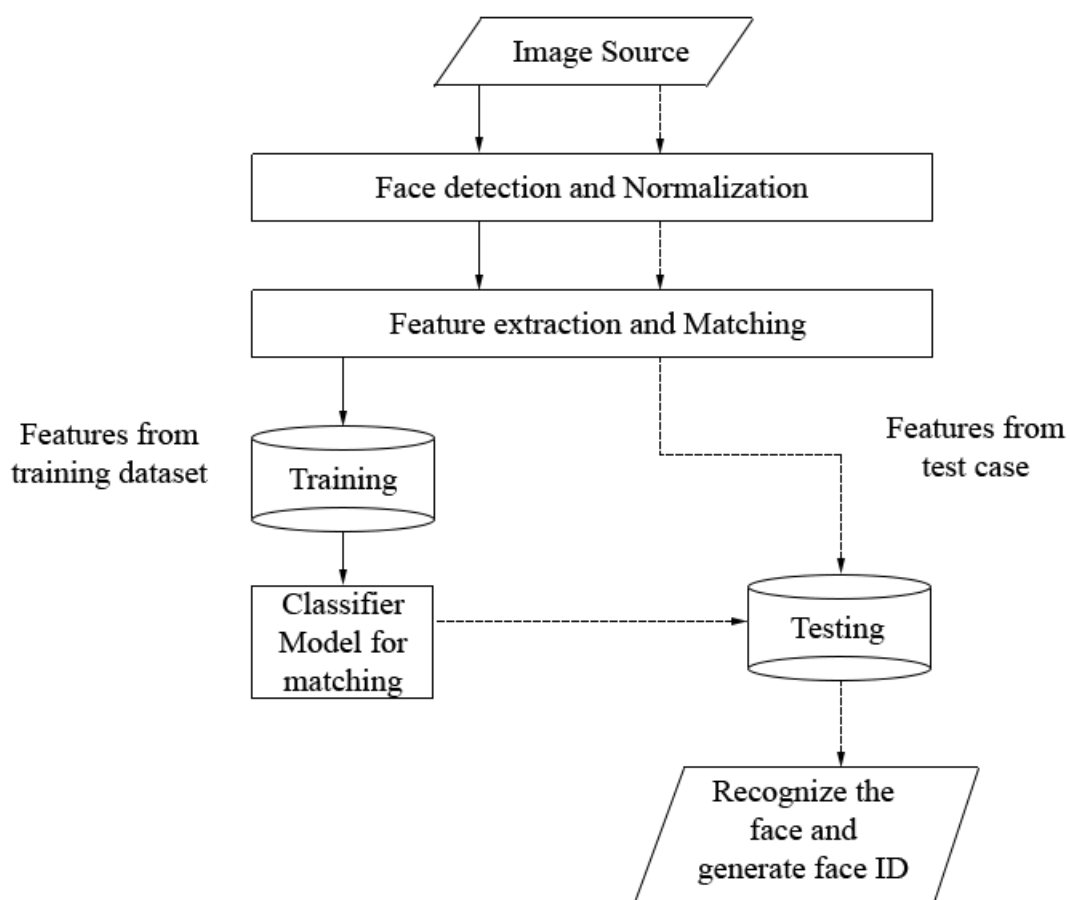 Image Source
Face detection and Normalization
Feature extraction and Matching
Features from
training dataset
Training
Features from
test case
Classifier
Model for
matching
Testing
Recognize the
face and
generate face ID